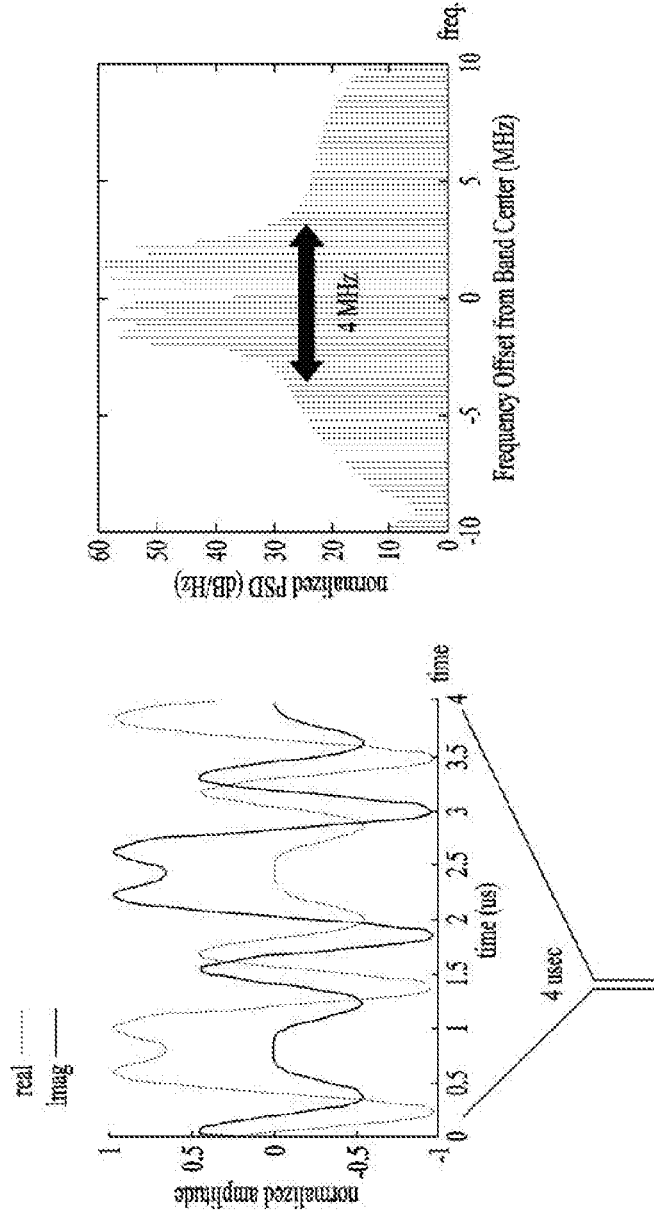 real
imag
normalized amplitude
1
0.5
0
-0.5
-1
0
0.5
1
1.5
2
2.5
3
3.5
4
time
time (us)
4 usec
normalized PSD (dB/Hz)
60
50
40
30
20
10
0
-10
-5
0
5
10
freq.
4 MHz
Frequency Offset from Band Center (MHz)